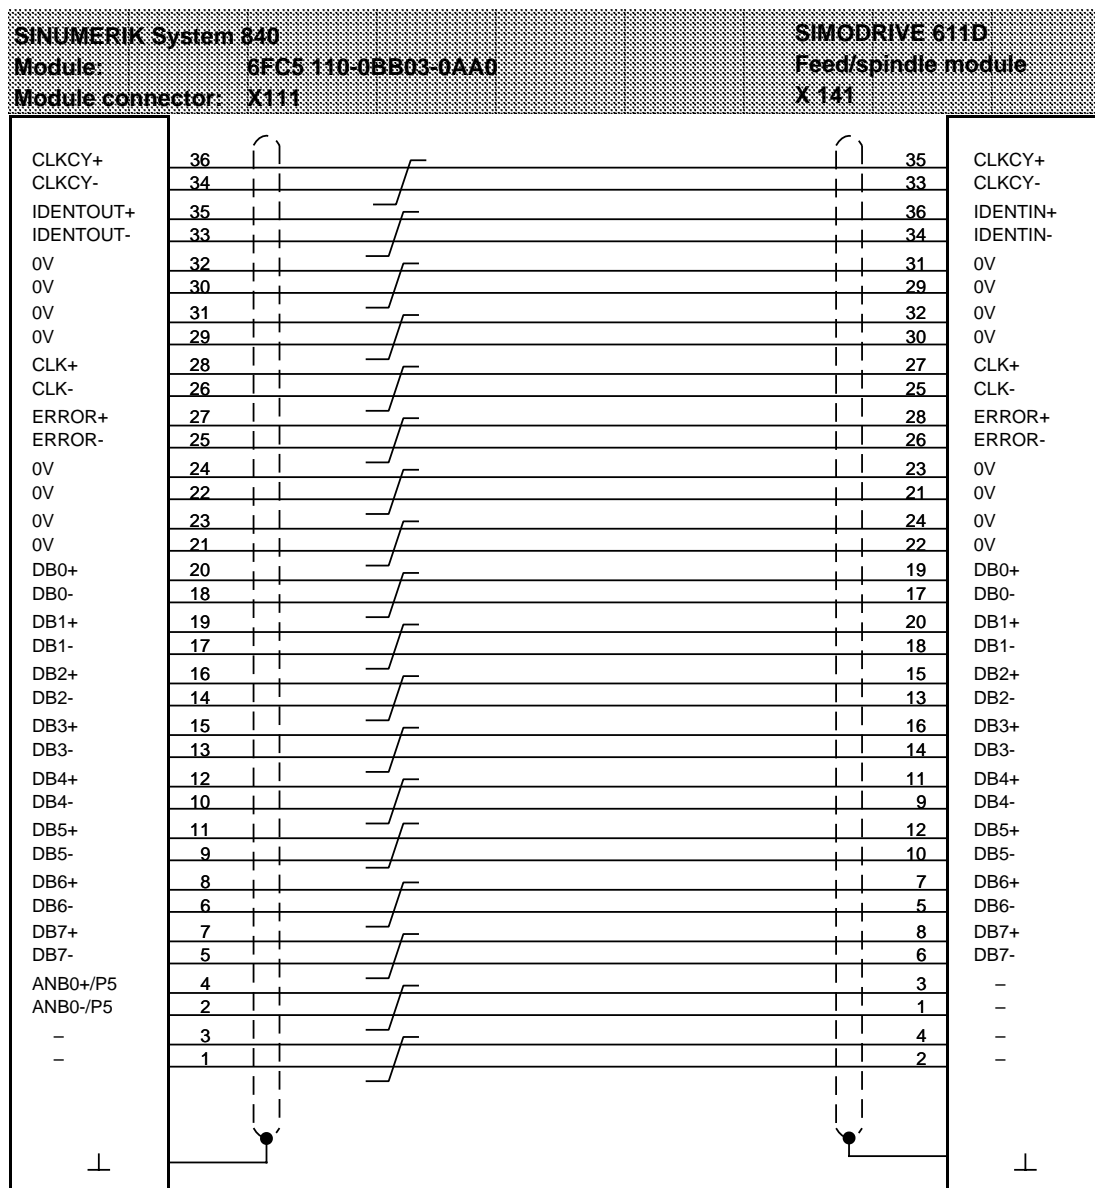 SINUMERIK System 840 SIMODRIVE 611D
Module: 6FC5 110-0BB03-0AA0 Feed/spindle module
Module connector: X111 X 141
CLKCY+ 36 35 CLKCY+
CLKCY- 34 33 CLKCY-
IDENTOUT+ 35 36 IDENTIN+
IDENTOUT- 33 34 IDENTIN-
0V 32 31 0V
0V 30 29 0V
0V 31 32 0V
0V 29 30 0V
CLK+ 28 27 CLK+
CLK- 26 25 CLK-
ERROR+ 27 28 ERROR+
ERROR- 25 26 ERROR-
0V 24 23 0V
0V 22 21 0V
0V 23 24 0V
0V 21 22 0V
DB0+ 20 19 DB0+
DB0- 18 17 DB0-
DB1+ 19 20 DB1+
DB1- 17 18 DB1-
DB2+ 16 15 DB2+
DB2- 14 13 DB2-
DB3+ 15 16 DB3+
DB3- 13 14 DB3-
DB4+ 12 11 DB4+
DB4- 10 9 DB4-
DB5+ 11 12 DB5+
DB5- 9 10 DB5-
DB6+ 8 7 DB6+
DB6- 6 5 DB6-
DB7+ 7 8 DB7+
DB7- 5 6 DB7-
ANB0+/P5 4 3 –
ANB0-/P5 2 1 –
– 3 4 –
– 1 2 –